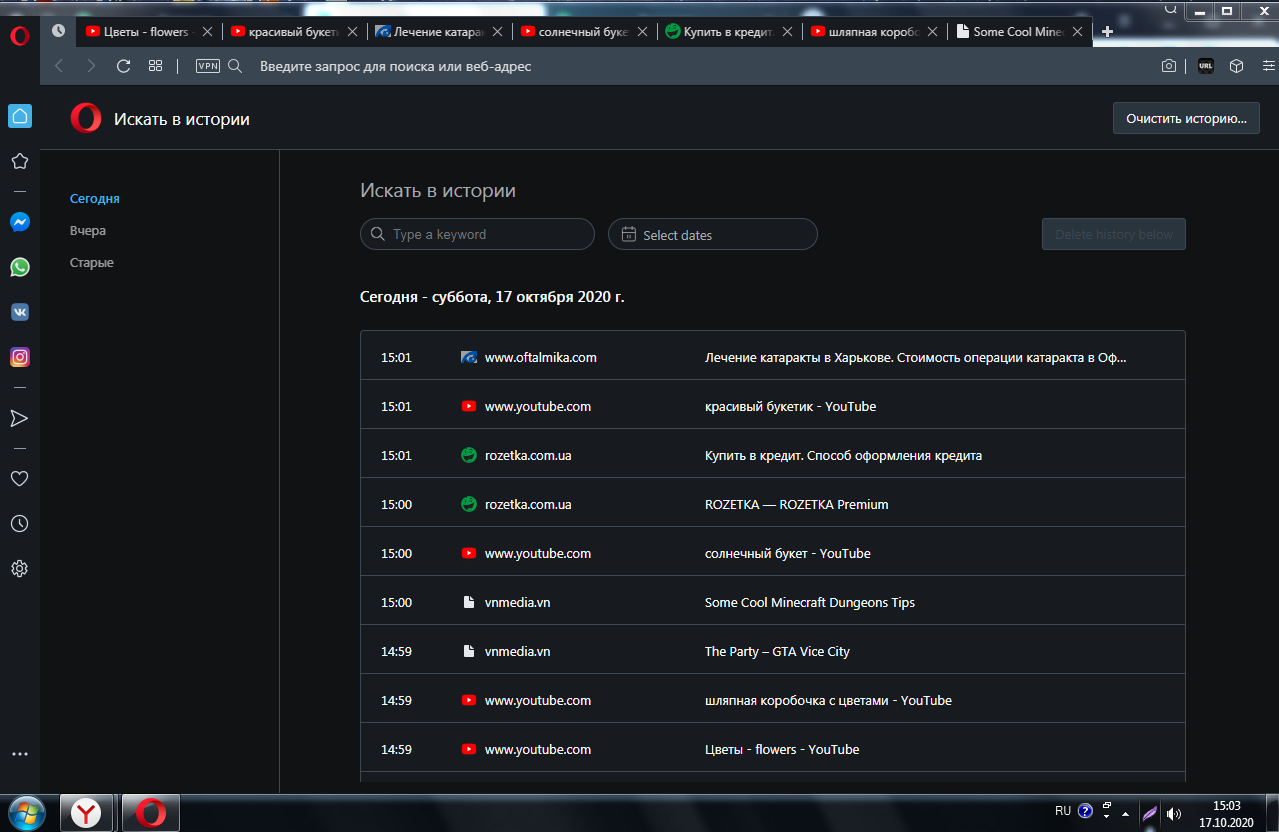 Цветы - flowers -
красивый букети
Лечение катара
солнечный буке
Купить в кредит.
шляпная коробо
Some Cool Mine
VPN
Введите запрос для поиска или веб-адрес
URL
Искать в истории
Очистить историю...
Сегодня
Вчера
Старые
Искать в истории
Type a keyword
Select dates
Delete history below
Сегодня - суббота, 17 октября 2020 г.
15:01 www.oftalmika.com Лечение катаракты в Харькове. Стоимость операции катаракта в Оф...
15:01 www.youtube.com красивый букетик - YouTube
15:01 rozetka.com.ua Купить в кредит. Способ оформления кредита
15:00 rozetka.com.ua ROZETKA — ROZETKA Premium
15:00 www.youtube.com солнечный букет - YouTube
15:00 vnmedia.vn Some Cool Minecraft Dungeons Tips
14:59 vnmedia.vn The Party – GTA Vice City
14:59 www.youtube.com шляпная коробочка с цветами - YouTube
14:59 www.youtube.com Цветы - flowers - YouTube
RU
15:03
17.10.2020